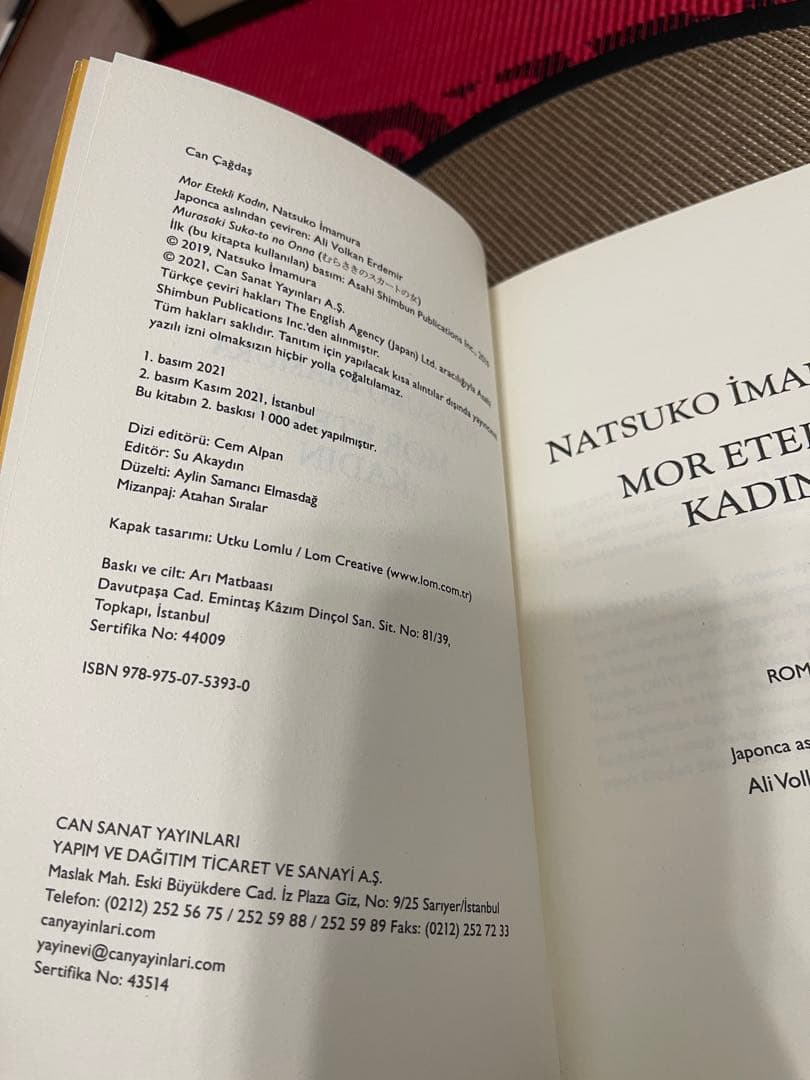 Can Çağdaş
Mor Etekli Kadın, Natsuko İmamura
Japonca aslından çeviren: Ali Volkan Erdemir
Murasaki Suka-to no Onna (むらさきのスカートの女)
İlk (bu kitapta kullanılan) basım: Asahi Shimbun Publications Inc., 2019
© 2019, Natsuko İmamura
© 2021, Can Sanat Yayınları A.Ş.
Türkçe çeviri hakları The English Agency (Japan) Ltd. aracılığıyla Asahi
Shimbun Publications Inc.'den alınmıştır.
Tüm hakları saklıdır. Tanıtım için yapılacak kısa alıntılar dışında yayıncının
yazılı izni olmaksızın hiçbir yolla çoğaltılamaz.
1. basım 2021
2. basım Kasım 2021, İstanbul
Bu kitabın 2. baskısı 1 000 adet yapılmıştır.
Dizi editörü: Cem Alpan
Editör: Su Akaydın
Düzelti: Aylin Samancı Elmasdağ
Mizanpaj: Atahan Sıralar
Kapak tasarımı: Utku Lomlu / Lom Creative (www.lom.com.tr)
Baskı ve cilt: Arı Matbaası
Davutpaşa Cad. Emintaş Kâzım Dinçol San. Sit. No: 81/39,
Topkapı, İstanbul
Sertifika No: 44009
ISBN 978-975-07-5393-0
CAN SANAT YAYINLARI
YAPIM VE DAĞITIM TİCARET VE SANAYİ A.Ş.
Maslak Mah. Eski Büyükdere Cad. İz Plaza Giz, No: 9/25 Sarıyer/İstanbul
Telefon: (0212) 252 56 75 / 252 59 88 / 252 59 89 Faks: (0212) 252 72 33
canyayinlari.com
yayinevi@canyayinlari.com
Sertifika No: 43514
NATSUKO İMA
MOR ETE
KADIN
ROM
Japonca as
Ali Vol